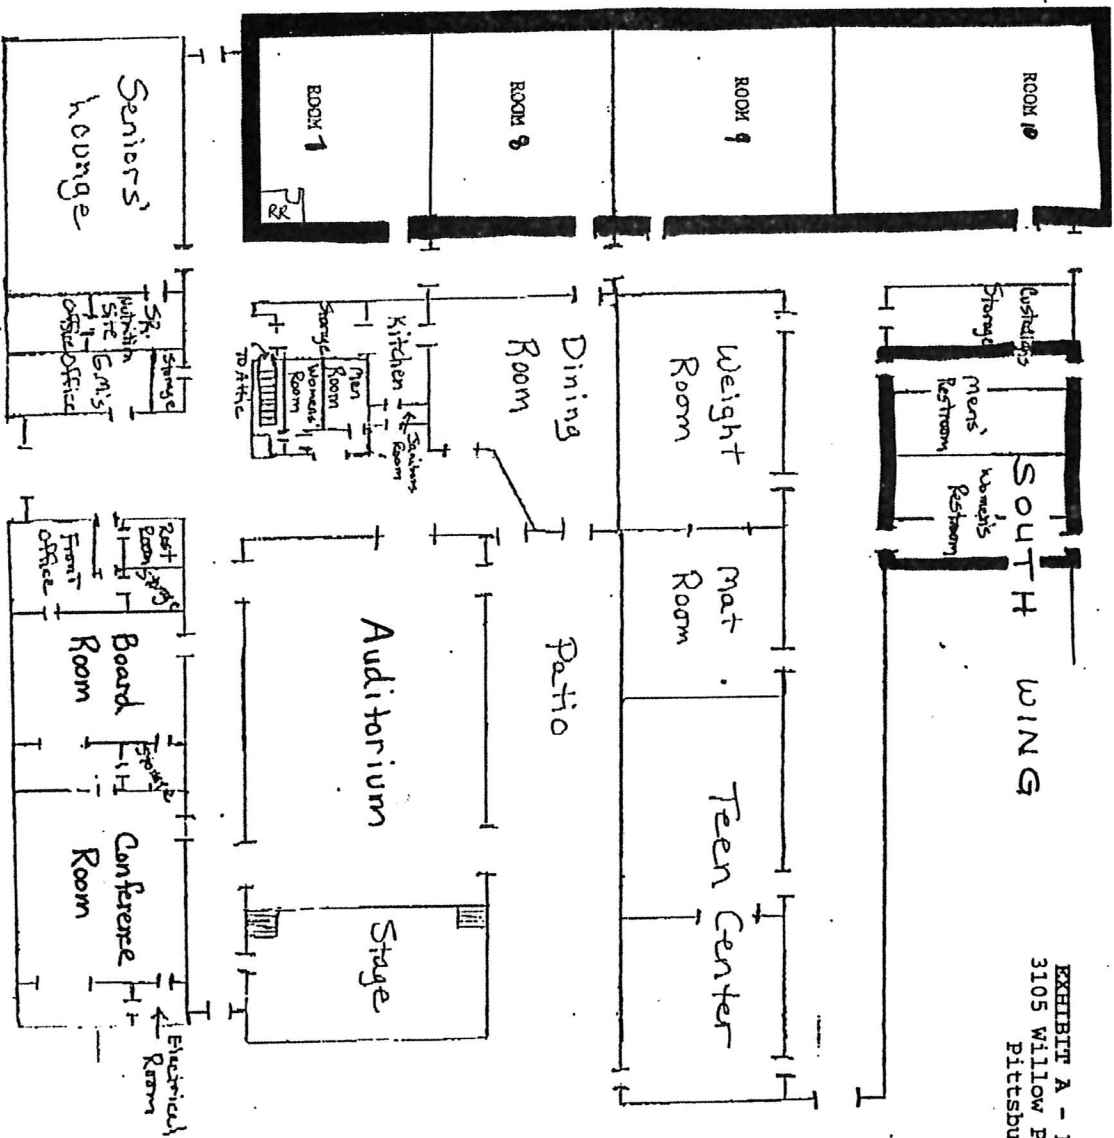 EXHIBIT A -
3105 Willow P
Pittsbu
ROOM 10
ROOM 9
ROOM 8
ROOM 7
RR
SOUTH WING
Custodian's
Storage
Mens'
Restroom
Women's
Restroom
Weight
Room
Mat
Room
Teen Center
Dining
Room
Patio
Kitchen
Janitors
Room
Storage
Men
Room
Womens'
Room
TO Attic
Auditorium
Stage
Seniors'
Lounge
SR.
Nutrition
Site
Office
G.M.'s
Office
Storage
Rest
Room
Storage
Front
Office
Board
Room
Storage
Conference
Room
Electrical
Room